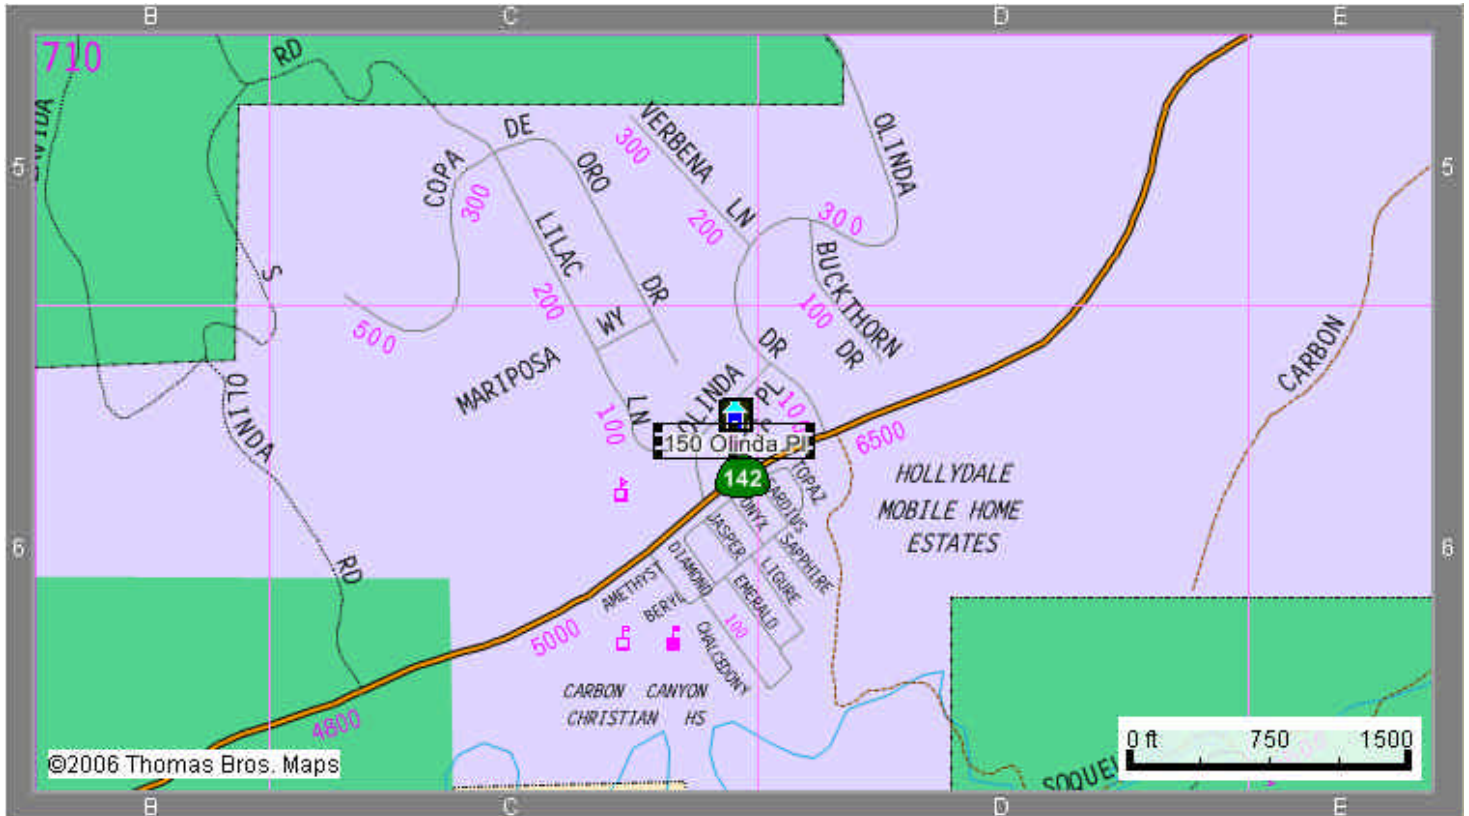 B C D E
710
RD
LAVIDA
DE
VERBENA
300
OLINDA
5
5
COPA
ORO
300
LN
200
300
S
LILAC
BUCKTHORN
200
DR
100
WY
500
DR
DR
CARBON
MARIPOSA
OLINDA
OLINDA
PL
100
LN
100
150 Olinda Pl
6500
142
TOPAZ
HOLLYDALE
MOBILE HOME
ESTATES
SARDIUS
ONYX
JASPER
SAPPHIRE
6
6
RD
DIAMOND
LIGURE
AMETHYST
EMERALD
BERYL
100
5000
CHALCEDONY
CARBON CANYON
CHRISTIAN HS
4800
0 ft 750 1500
©2006 Thomas Bros. Maps
B C D E